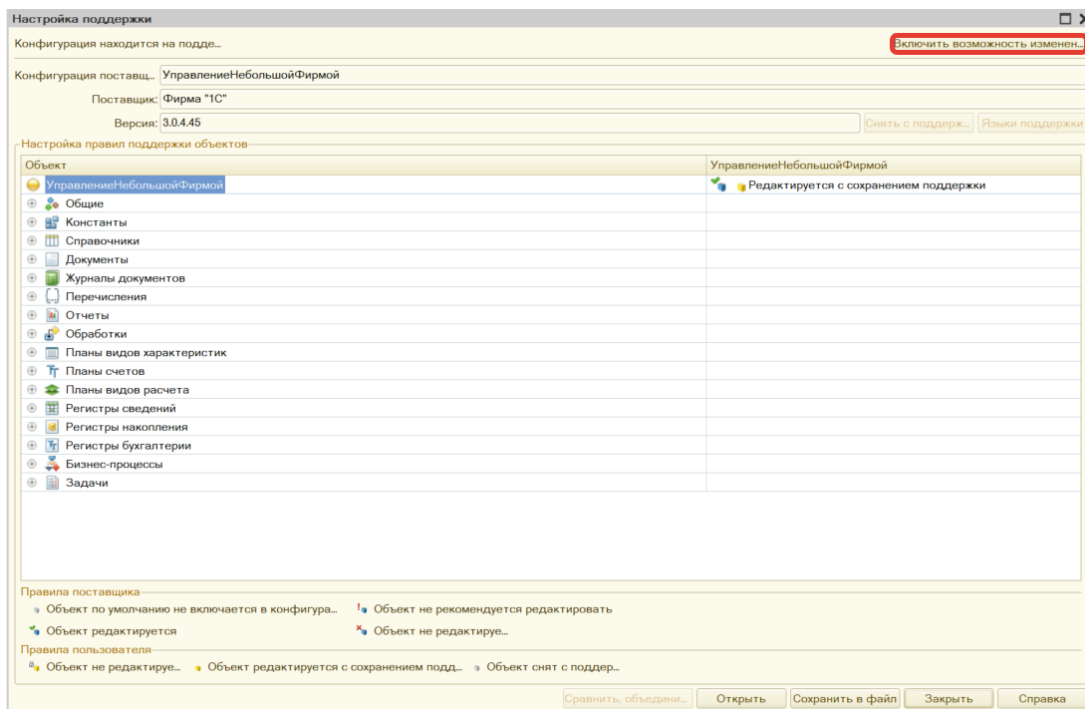 Настройка поддержки
Конфигурация находится на подде...
Включить возможность изменен...
Конфигурация поставщ... УправлениеНебольшойФирмой
Поставщик: Фирма "1С"
Версия: 3.0.4.45 Снять с поддерж... Языки поддержки
Настройка правил поддержки объектов
Объект УправлениеНебольшойФирмой
УправлениеНебольшойФирмой Редактируется с сохранением поддержки
Общие
Константы
Справочники
Документы
Журналы документов
Перечисления
Отчеты
Обработки
Планы видов характеристик
Планы счетов
Планы видов расчета
Регистры сведений
Регистры накопления
Регистры бухгалтерии
Бизнес-процессы
Задачи
Правила поставщика
Объект по умолчанию не включается в конфигура... Объект не рекомендуется редактировать
Объект редактируется Объект не редактируе...
Правила пользователя
Объект не редактируе... Объект редактируется с сохранением подд... Объект снят с поддер...
Сравнить, объедини... Открыть Сохранить в файл Закрыть Справка